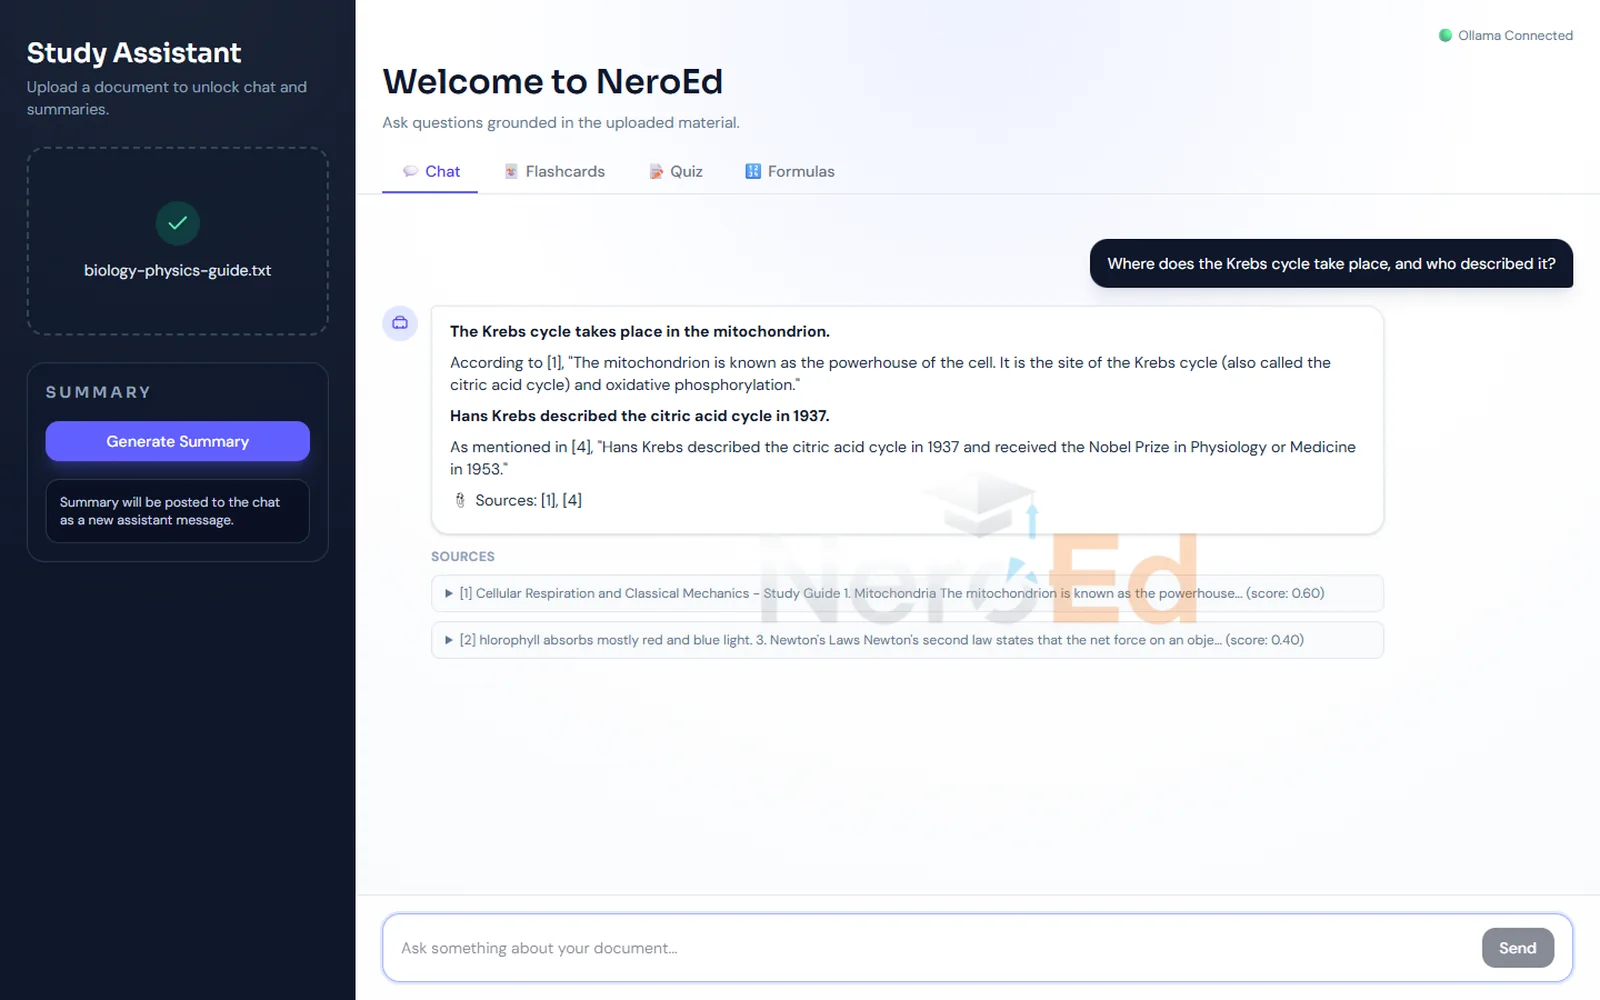 Study Assistant
Upload a document to unlock chat and
summaries.
biology-physics-guide.txt
SUMMARY
Generate Summary
Summary will be posted to the chat
as a new assistant message.
Ollama Connected
Welcome to NeroEd
Ask questions grounded in the uploaded material.
Chat
Flashcards
Quiz
Formulas
Where does the Krebs cycle take place, and who described it?
The Krebs cycle takes place in the mitochondrion.
According to [1], "The mitochondrion is known as the powerhouse of the cell. It is the site of the Krebs cycle (also called the
citric acid cycle) and oxidative phosphorylation."
Hans Krebs described the citric acid cycle in 1937.
As mentioned in [4], "Hans Krebs described the citric acid cycle in 1937 and received the Nobel Prize in Physiology or Medicine
in 1953."
Sources: [1], [4]
SOURCES
NeroEd
[1] Cellular Respiration and Classical Mechanics - Study Guide 1. Mitochondria The mitochondrion is known as the powerhouse... (score: 0.60)
[2] hlorophyll absorbs mostly red and blue light. 3. Newton's Laws Newton's second law states that the net force on an obje... (score: 0.40)
Ask something about your document...
Send